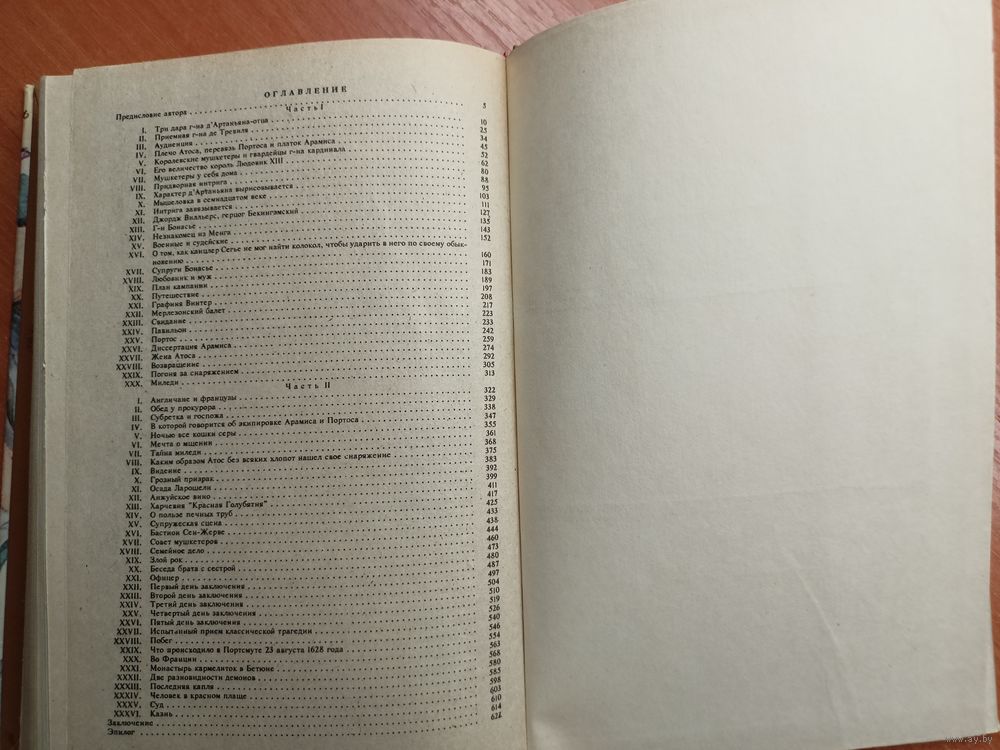 ОГЛАВЛЕНИЕ
Предисловие автора 5
Часть I
I. Три дара г-на д'Артаньяна-отца 10
II. Приемная г-на де Тревиля 25
III. Аудиенция 34
IV. Плечо Атоса, перевязь Портоса и платок Арамиса 45
V. Королевские мушкетеры и гвардейцы г-на кардинала 52
VI. Его величество король Людовик XIII 62
VII. Мушкетеры у себя дома 80
VIII. Придворная интрига 88
IX. Характер д'Артаньяна вырисовывается 95
X. Мышеловка в семнадцатом веке 103
XI. Интрига завязывается 111
XII. Джордж Вилльерс, герцог Бекингэмский 127
XIII. Г-н Бонасье 135
XIV. Незнакомец из Менга 143
XV. Военные и судейские 152
XVI. О том, как канцлер Сегье не мог найти колокол, чтобы ударить в него по своему обык-
новению 160
XVII. Супруги Бонасье 171
XVIII. Любовник и муж 183
XIX. План кампании 189
XX. Путешествие 197
XXI. Графиня Винтер 208
XXII. Мерлезонский балет 217
XXIII. Свидание 223
XXIV. Павильон 233
XXV. Портос 242
XXVI. Диссертация Арамиса 259
XXVII. Жена Атоса 274
XXVIII. Возвращение 292
XXIX. Погоня за снаряжением 305
XXX. Миледи 313
Часть II
I. Англичане и французы 322
II. Обед у прокурора 329
III. Субретка и госпожа 338
IV. В которой говорится об экипировке Арамиса и Портоса 347
V. Ночью все кошки серы 355
VI. Мечта о мщении 361
VII. Тайна миледи 368
VIII. Каким образом Атос без всяких хлопот нашел свое снаряжение 375
IX. Видение 383
X. Грозный призрак 392
XI. Осада Ларошели 399
XII. Анжуйское вино 411
XIII. Харчевня "Красная Голубятня" 417
XIV. О пользе печных труб 425
XV. Супружеская сцена 433
XVI. Бастион Сен-Жерве 438
XVII. Совет мушкетеров 444
XVIII. Семейное дело 460
XIX. Злой рок 473
XX. Беседа брата с сестрой 480
XXI. Офицер 487
XXII. Первый день заключения 497
XXIII. Второй день заключения 504
XXIV. Третий день заключения 510
XXV. Четвертый день заключения 519
XXVI. Пятый день заключения 526
XXVII. Испытанный прием классической трагедии 540
XXVIII. Побег 546
XXIX. Что происходило в Портсмуте 23 августа 1628 года 554
XXX. Во Франции 563
XXXI. Монастырь кармелиток в Бетюне 568
XXXII. Две разновидности демонов 580
XXXIII. Последняя капля 585
XXXIV. Человек в красном плаще 598
XXXV. Суд 603
XXXVI. Казнь 610
Заключение 614
Эпилог 622
www.ay.by